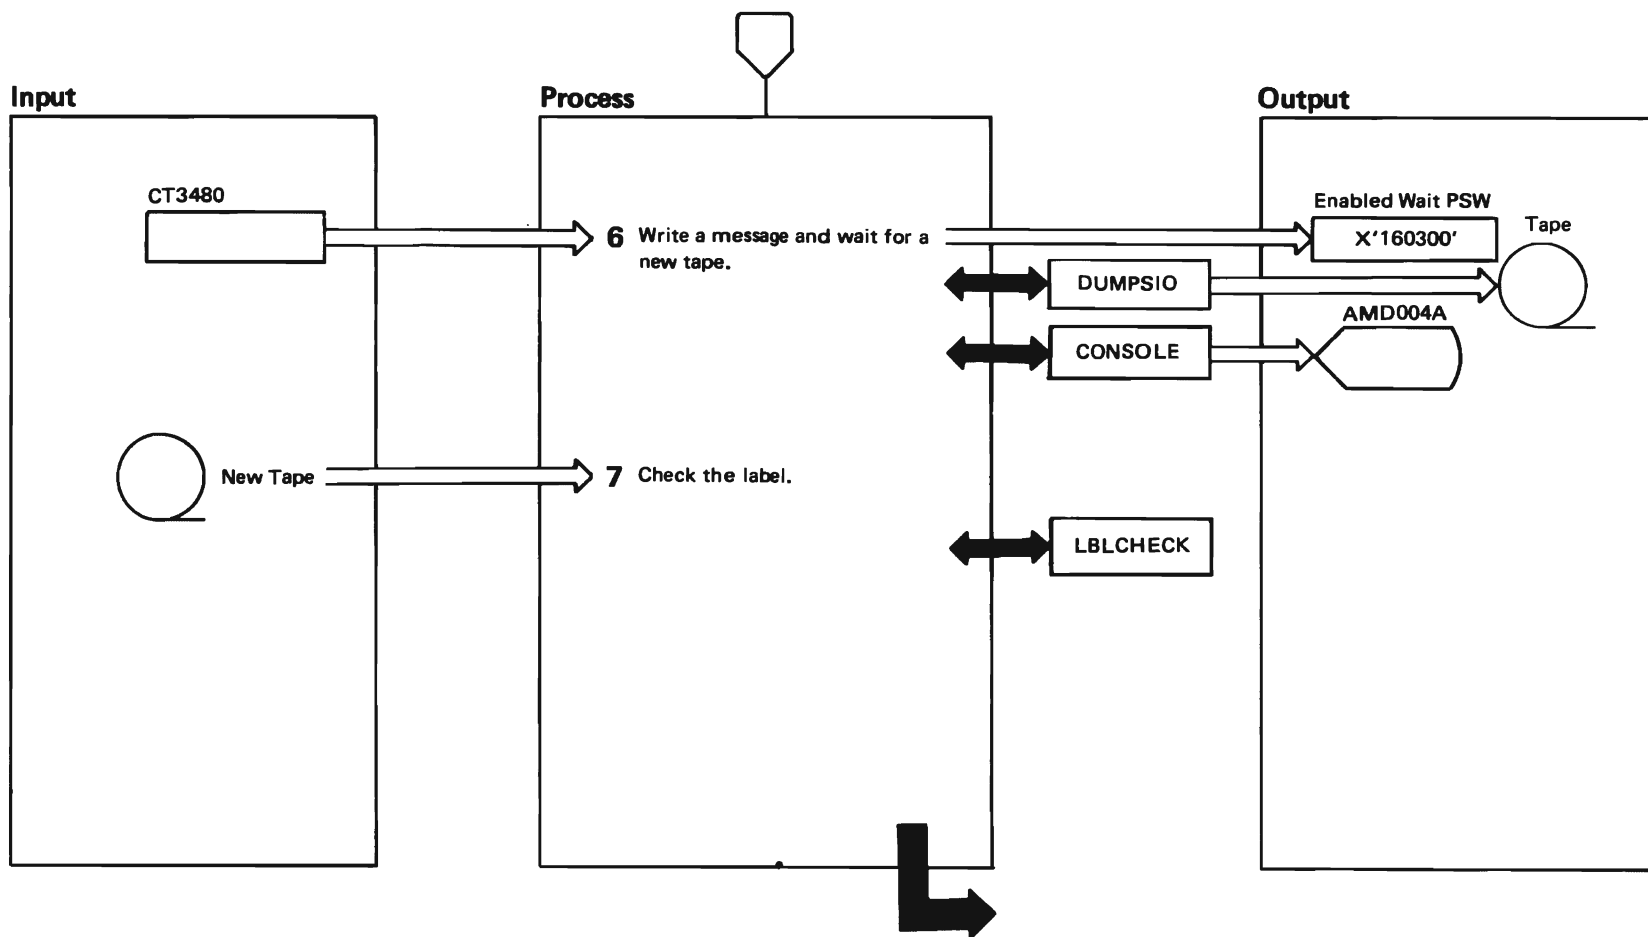 Input
Process
Output
CT3480
6 Write a message and wait for a
new tape.
Enabled Wait PSW
X'160300'
Tape
DUMPSIO
AMD004A
CONSOLE
New Tape
7 Check the label.
LBLCHECK